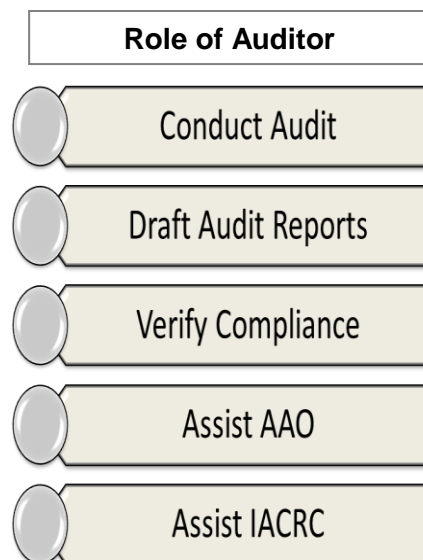 Role of Auditor
Conduct Audit
Draft Audit Reports
Verify Compliance
Assist AAO
Assist IACRC